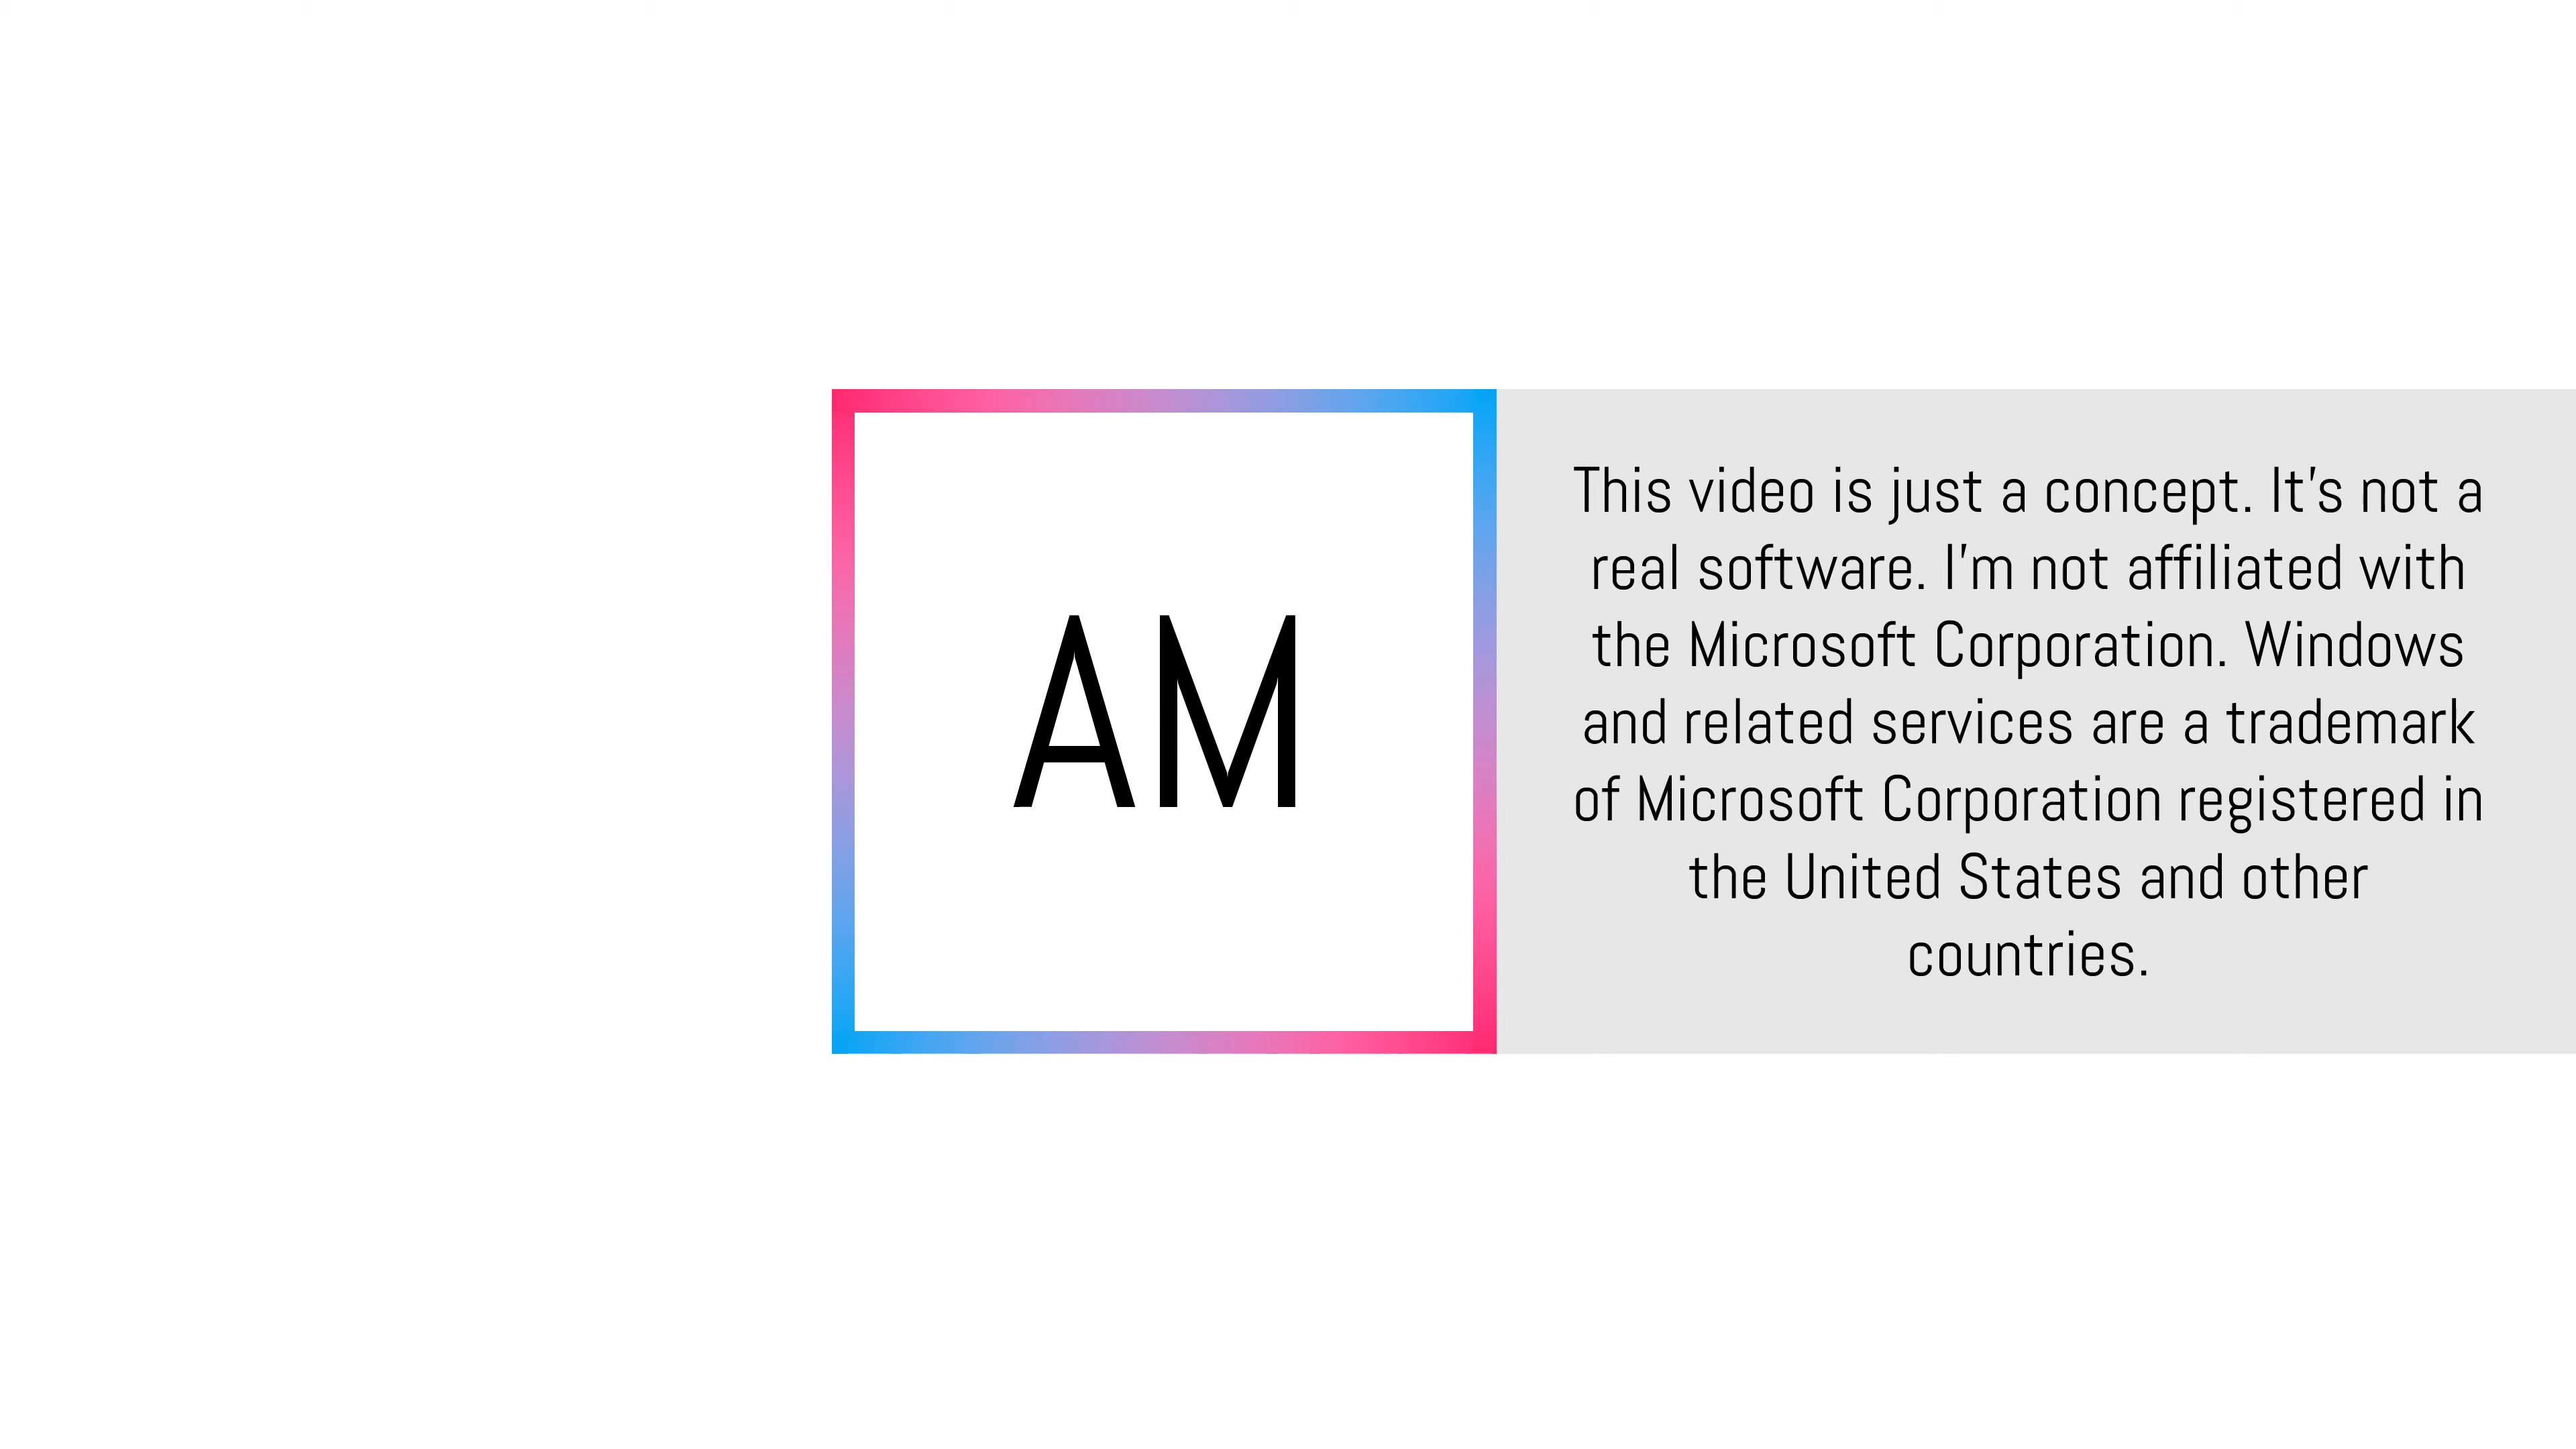 AM
This video is just a concept. It's not a
real software. I'm not affiliated with
the Microsoft Corporation. Windows
and related services are a trademark
of Microsoft Corporation registered in
the United States and other
countries.